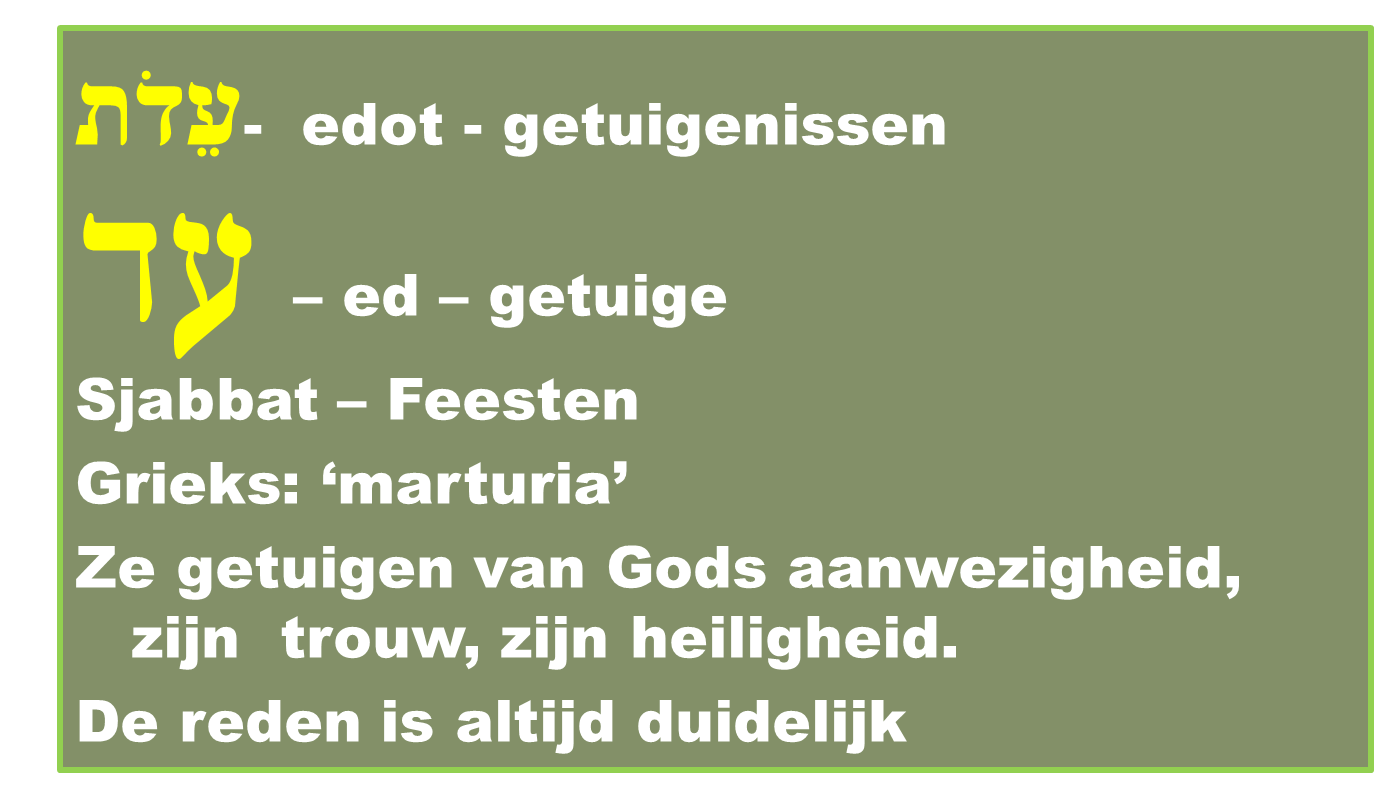 עֵדֹת-  edot - getuigenissen
עד – ed – getuige
Sjabbat – Feesten
Grieks: ‘marturia’
Ze getuigen van Gods aanwezigheid,
zijn  trouw, zijn heiligheid.
De reden is altijd duidelijk